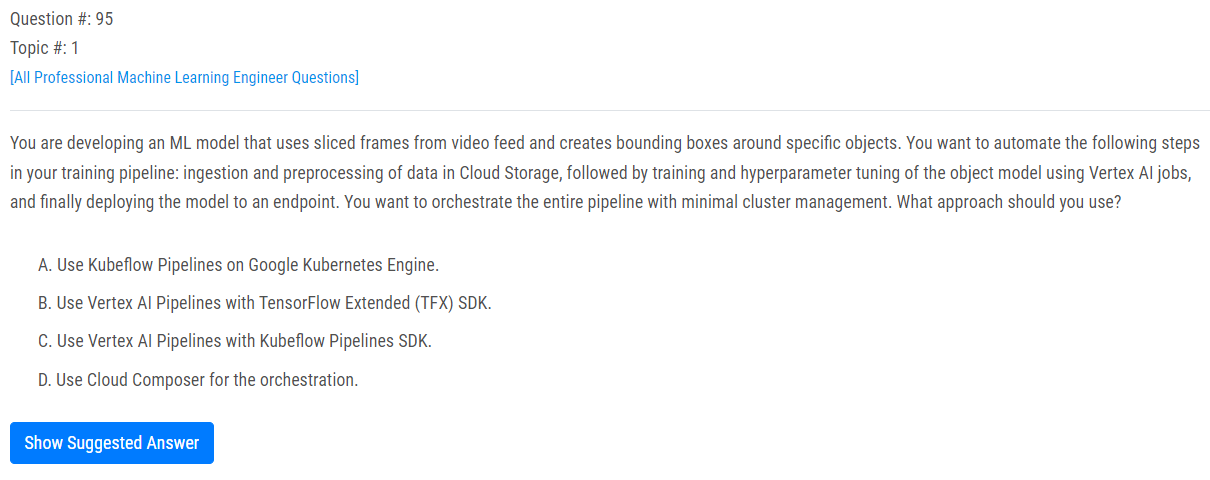 Question #: 95
Topic #: 1
[All Professional Machine Learning Engineer Questions]
You are developing an ML model that uses sliced frames from video feed and creates bounding boxes around specific objects. You want to automate the following steps
in your training pipeline: ingestion and preprocessing of data in Cloud Storage, followed by training and hyperparameter tuning of the object model using Vertex AI jobs,
and finally deploying the model to an endpoint. You want to orchestrate the entire pipeline with minimal cluster management. What approach should you use?
A. Use Kubeflow Pipelines on Google Kubernetes Engine.
B. Use Vertex AI Pipelines with TensorFlow Extended (TFX) SDK.
C. Use Vertex AI Pipelines with Kubeflow Pipelines SDK.
D. Use Cloud Composer for the orchestration.
Show Suggested Answer